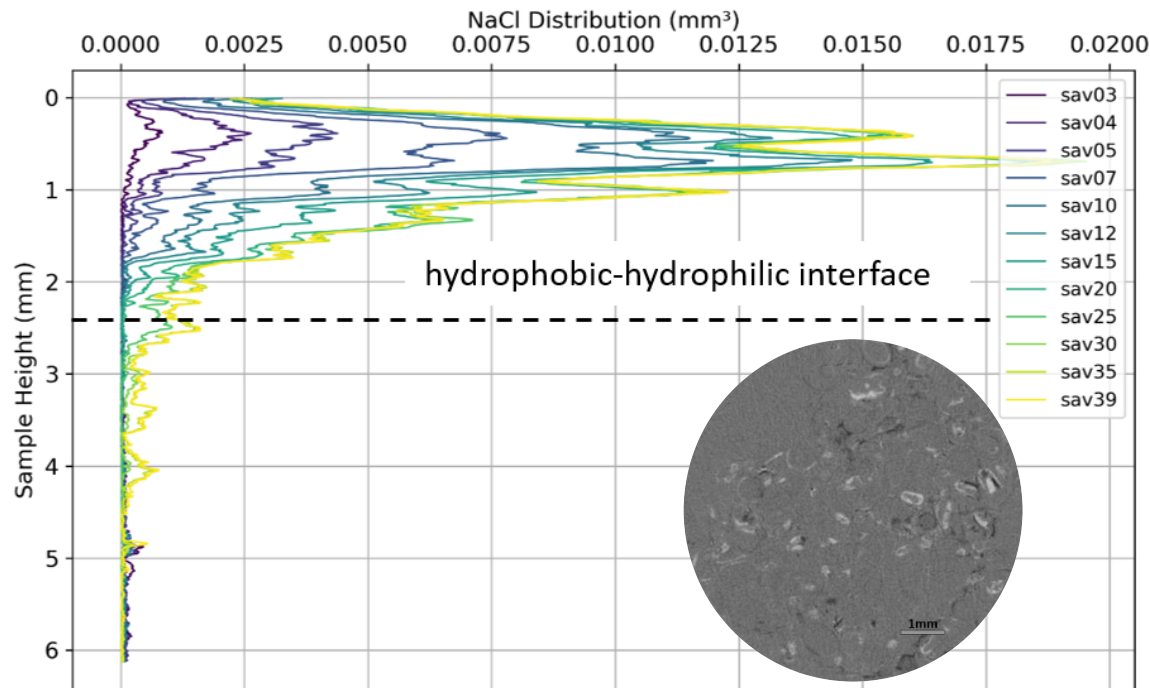 NaCl Distribution (mm³)
0.0000 0.0025 0.0050 0.0075 0.0100 0.0125 0.0150 0.0175 0.0200
Sample Height (mm)
0
1
2
3
4
5
6
sav03
sav04
sav05
sav07
sav10
sav12
sav15
sav20
sav25
sav30
sav35
sav39
hydrophobic-hydrophilic interface
1mm